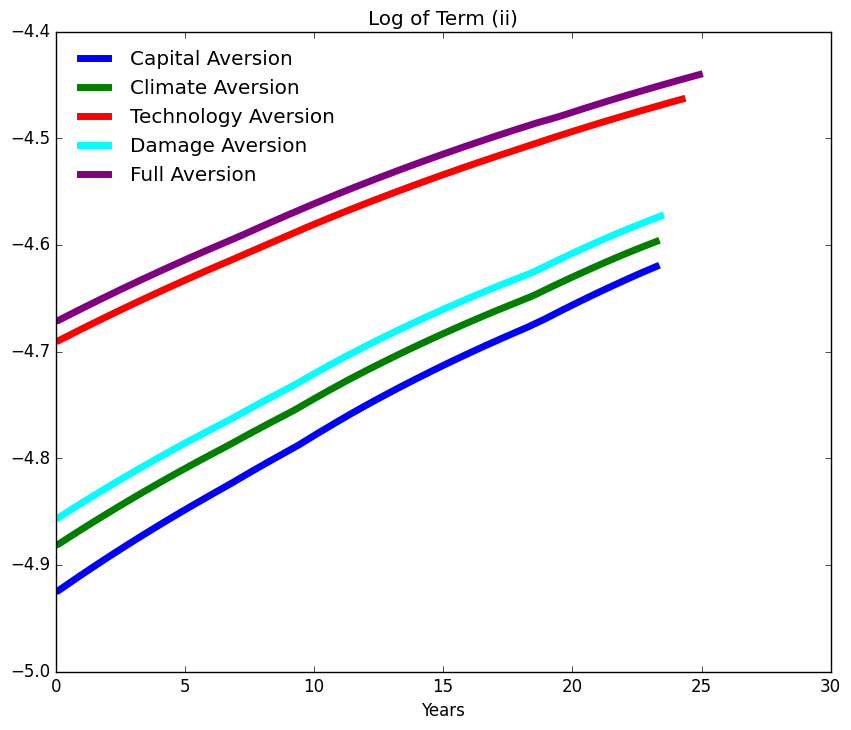 Log of Term (ii)
−4.4
Capital Aversion
Climate Aversion
Technology Aversion
Damage Aversion
Full Aversion
−4.5
−4.6
−4.7
−4.8
−4.9
−5.0
0 5 10 15 20 25 30
Years